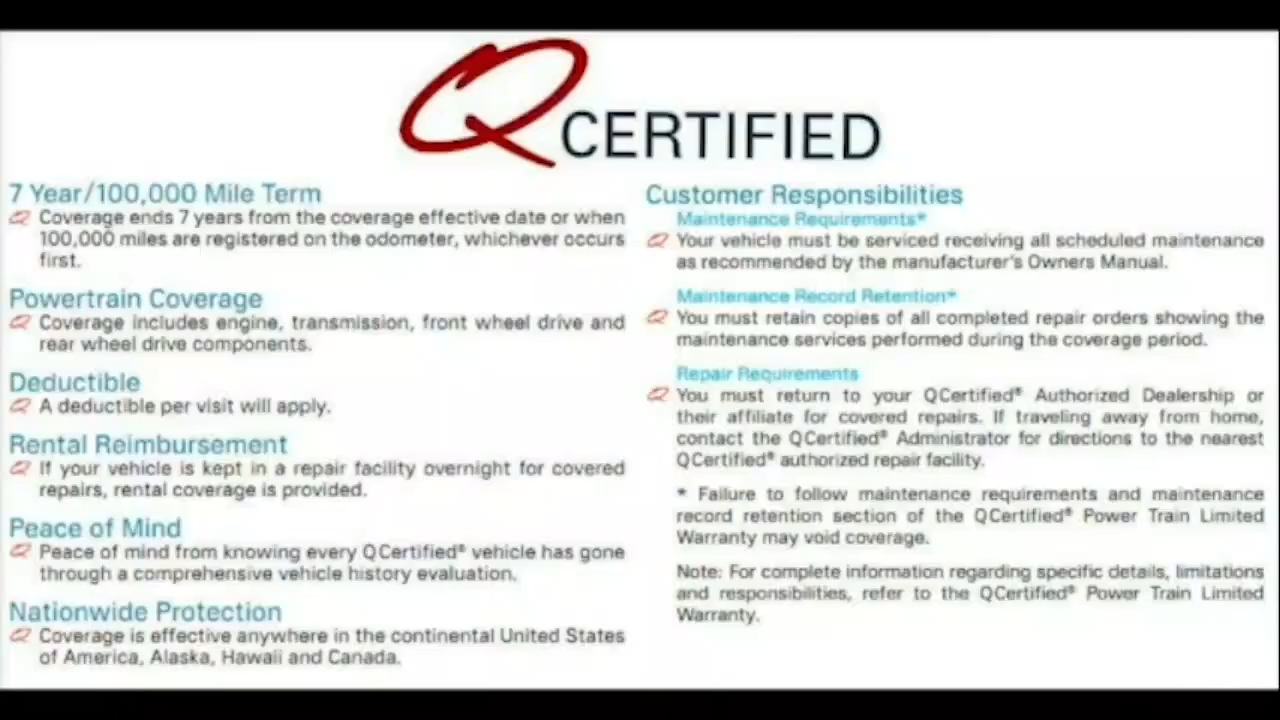 QCERTIFIED
7 Year/100,000 Mile Term
Coverage ends 7 years from the coverage effective date or when
100,000 miles are registered on the odometer, whichever occurs
first.
Powertrain Coverage
Coverage includes engine, transmission, front wheel drive and
rear wheel drive components.
Deductible
A deductible per visit will apply.
Rental Reimbursement
If your vehicle is kept in a repair facility overnight for covered
repairs, rental coverage is provided.
Peace of Mind
Peace of mind from knowing every QCertified® vehicle has gone
through a comprehensive vehicle history evaluation.
Nationwide Protection
Coverage is effective anywhere in the continental United States
of America, Alaska, Hawaii and Canada.
Customer Responsibilities
Maintenance Requirements*
Your vehicle must be serviced receiving all scheduled maintenance
as recommended by the manufacturer's Owners Manual.
Maintenance Record Retention*
You must retain copies of all completed repair orders showing the
maintenance services performed during the coverage period.
Repair Requirements
You must return to your QCertified® Authorized Dealership or
their affiliate for covered repairs. If traveling away from home,
contact the QCertified® Administrator for directions to the nearest
QCertified® authorized repair facility.
* Failure to follow maintenance requirements and maintenance
record retention section of the QCertified® Power Train Limited
Warranty may void coverage.
Note: For complete information regarding specific details, limitations
and responsibilities, refer to the QCertified® Power Train Limited
Warranty.